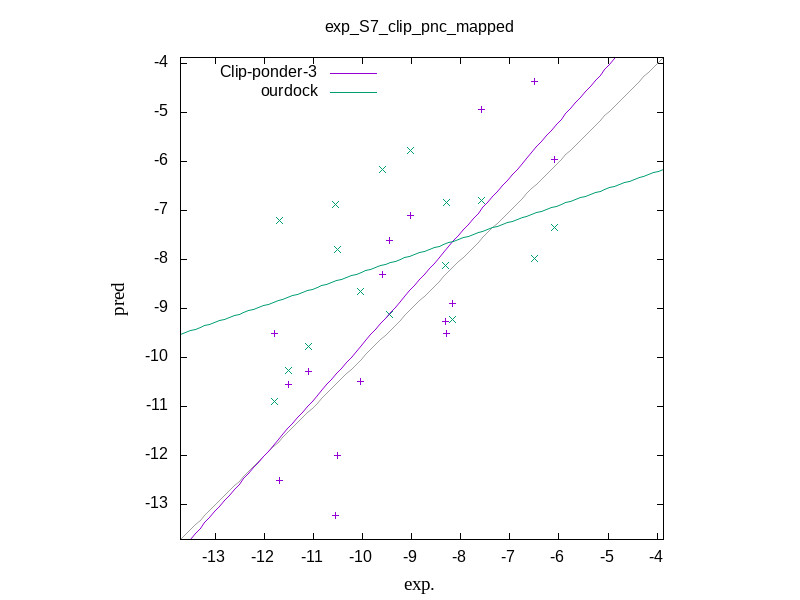 exp_S7_clip_pnc_mapped
Clip-ponder-3
ourdock
-4
-5
-6
-7
-8
-9
-10
-11
-12
-13
pred
-13 -12 -11 -10 -9 -8 -7 -6 -5 -4
exp.